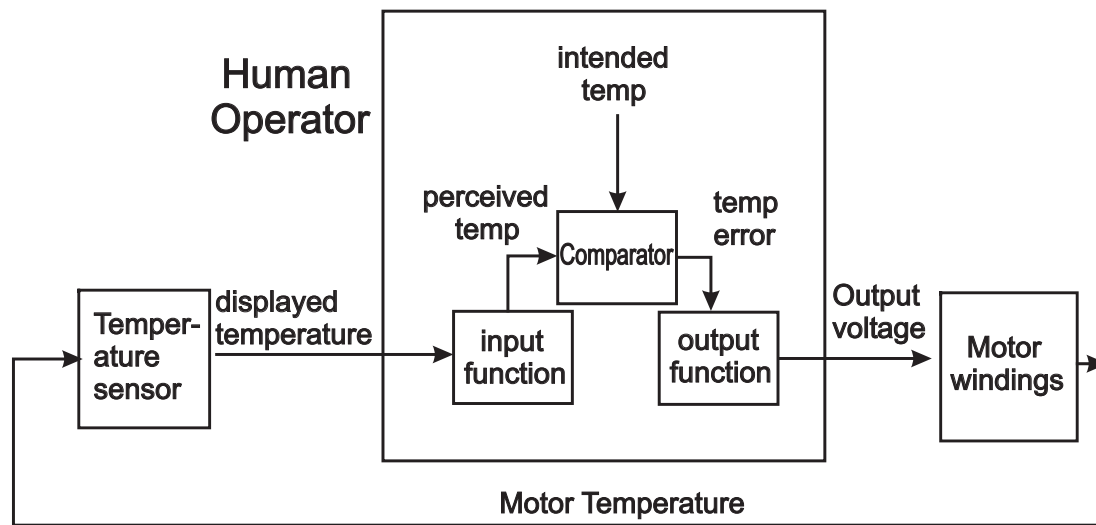 Human
Operator
intended
temp
perceived
temp
Comparator
temp
error
Temper-
ature
sensor
displayed
temperature
input
function
output
function
Output
voltage
Motor
windings
Motor Temperature